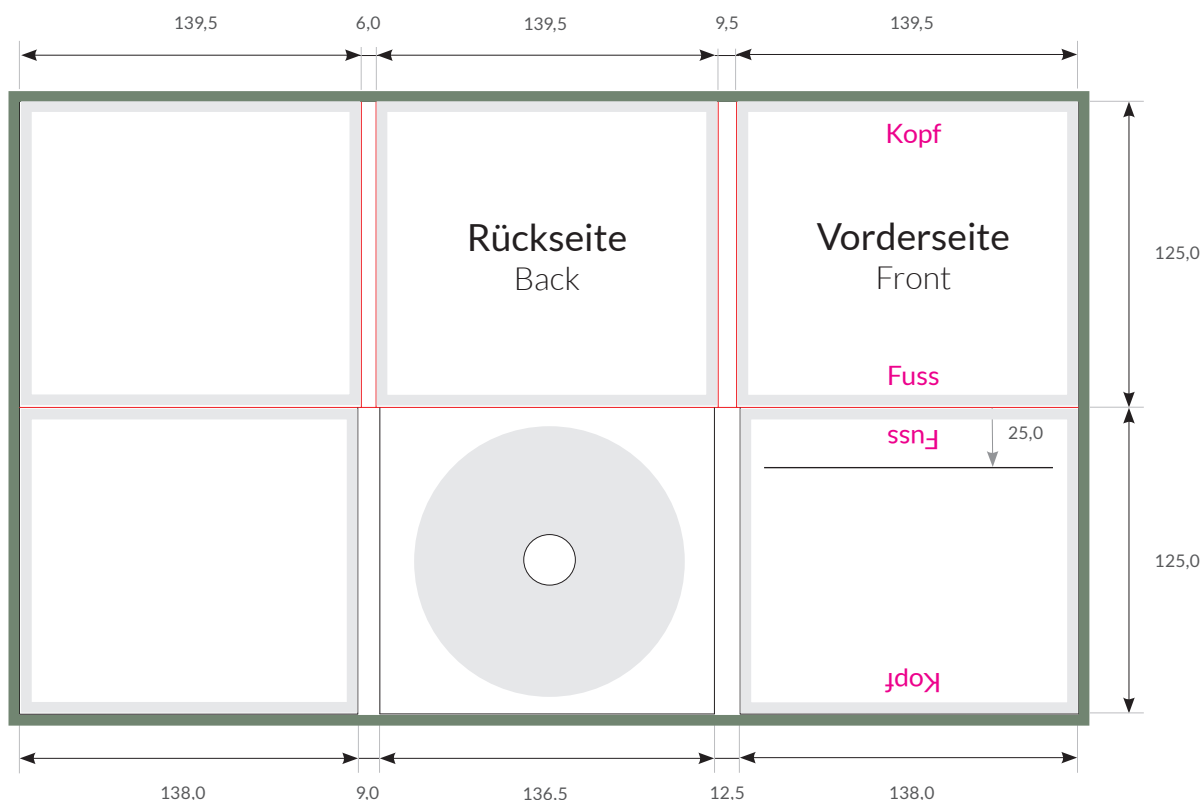 139,5 6,0 139,5 9,5 139,5
Kopf
Rückseite
Back
Vorderseite
Front
125,0
Fuss
Fuss
25,0
125,0
Kopf
138,0 9,0 136,5 12,5 138,0